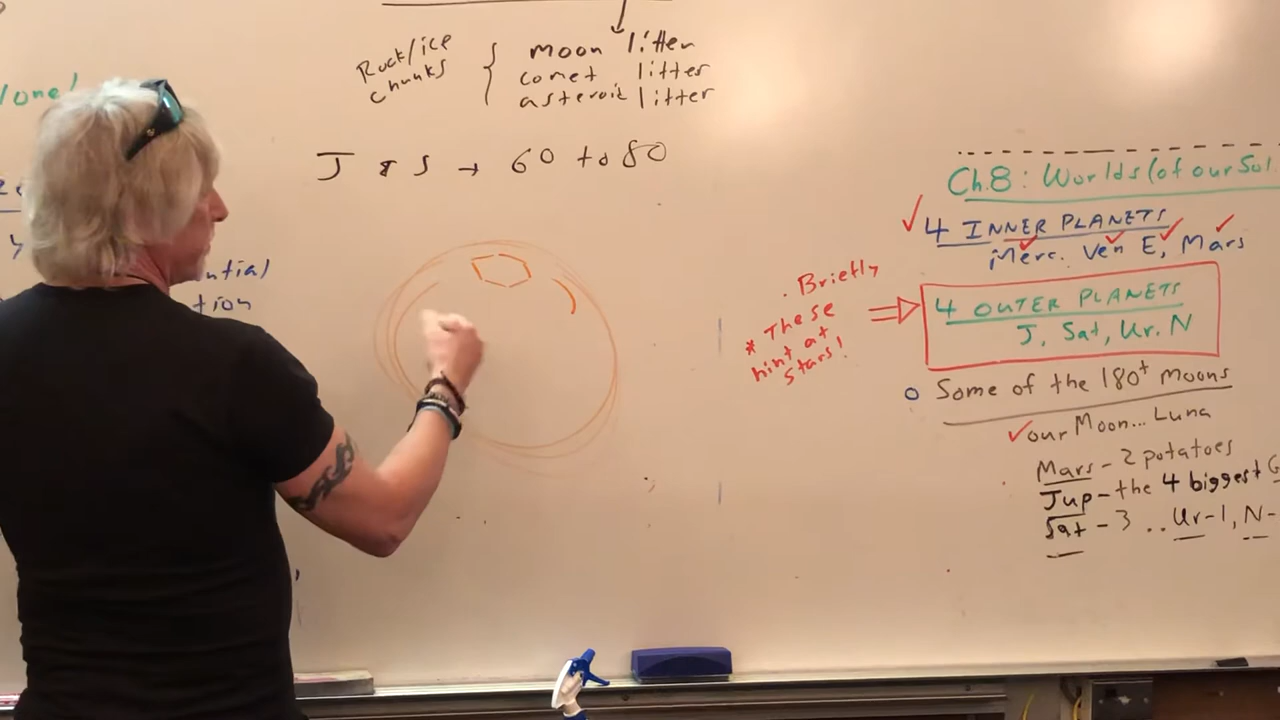 Rock/ice
chunks
moon litter
comet litter
asteroid litter
J & S → 60 to 80
ntial
tion
. Briefly
* These
hint at
stars!
Ch.8: Worlds (of our Sol.
4 INNER PLANETS
Merc. Ven E, Mars
4 OUTER PLANETS
J, Sat, Ur. N
Some of the 180+ Moons
our Moon... Luna
Mars - 2 potatoes
Jup - the 4 biggest G
Sat - 3 .. Ur-1, N-